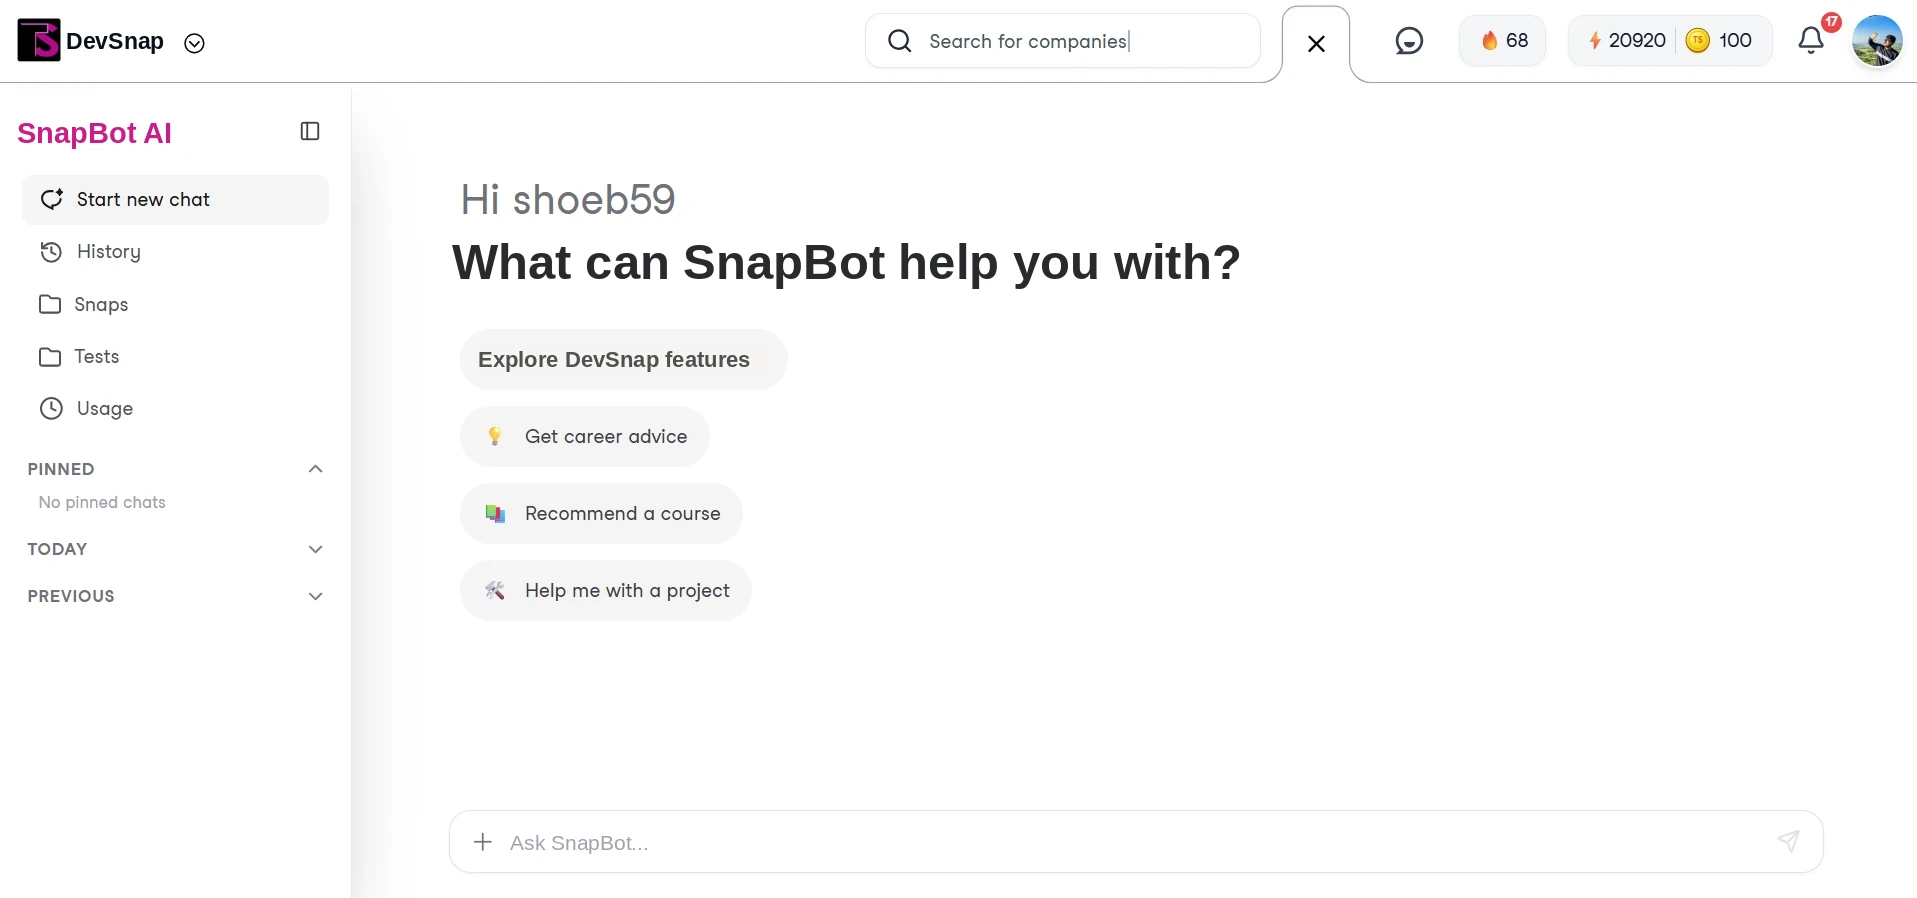 DevSnap
Search for companies
68
20920
TS
100
17
SnapBot AI
Start new chat
History
Snaps
Tests
Usage
PINNED
No pinned chats
TODAY
PREVIOUS
Hi shoeb59
What can SnapBot help you with?
Explore DevSnap features
Get career advice
Recommend a course
Help me with a project
Ask SnapBot...